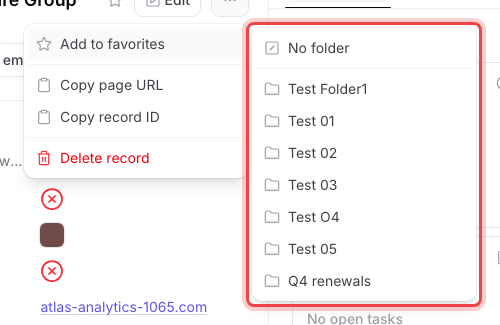 Group
Edit
Add to favorites
Copy page URL
Copy record ID
Delete record
No folder
Test Folder1
Test 01
Test 02
Test 03
Test O4
Test 05
Q4 renewals
atlas-analytics-1065.com
No open tasks